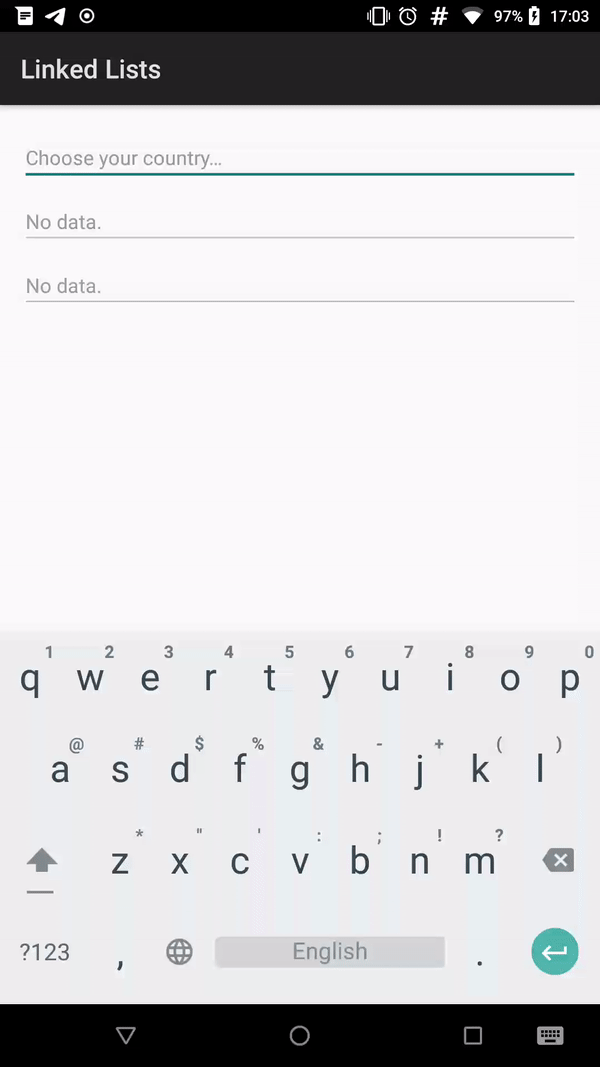 97% 17:03
Linked Lists
Choose your country...
No data.
No data.
1 2 3 4 5 6 7 8 9 0
q w e r t y u i o p
@ # $ % & - + ( )
a s d f g h j k l
* " ' : ; ! ?
z x c v b n m
?123 , English .